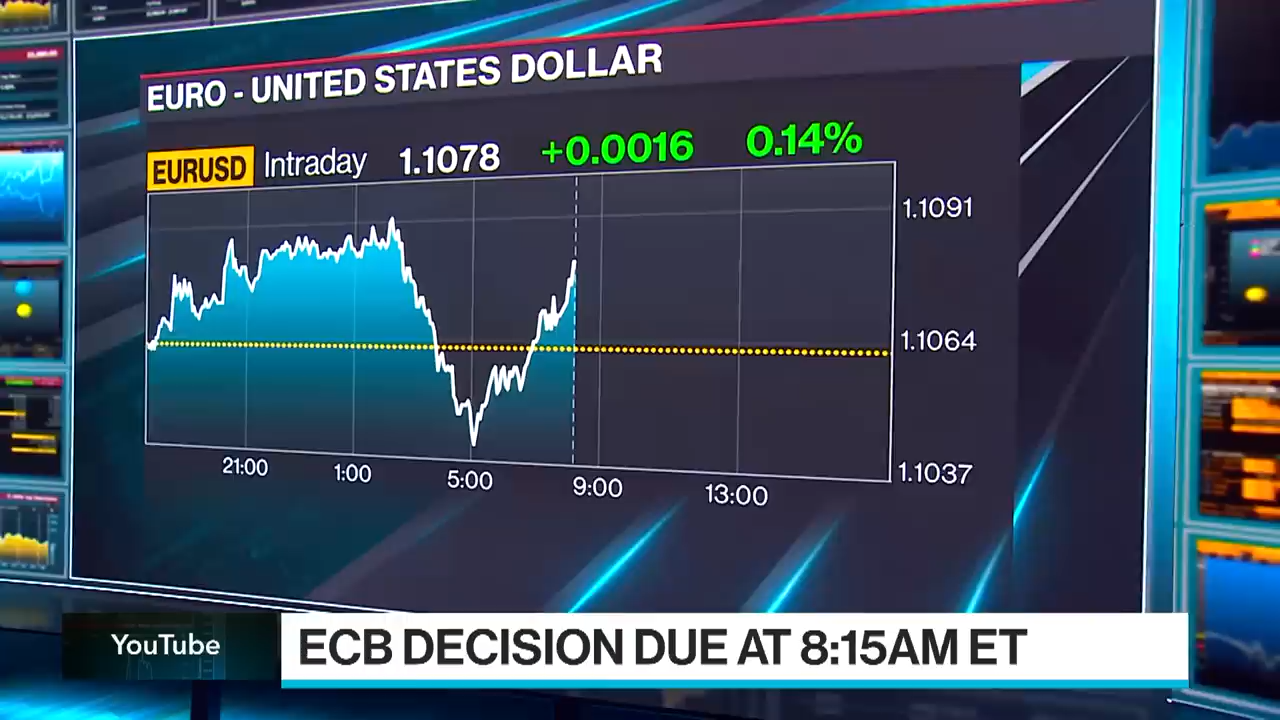 EURO - UNITED STATES DOLLAR
EURUSD Intraday 1.1078 +0.0016 0.14%
1.1091
1.1064
1.1037
21:00 1:00 5:00 9:00 13:00
YouTube
ECB DECISION DUE AT 8:15AM ET